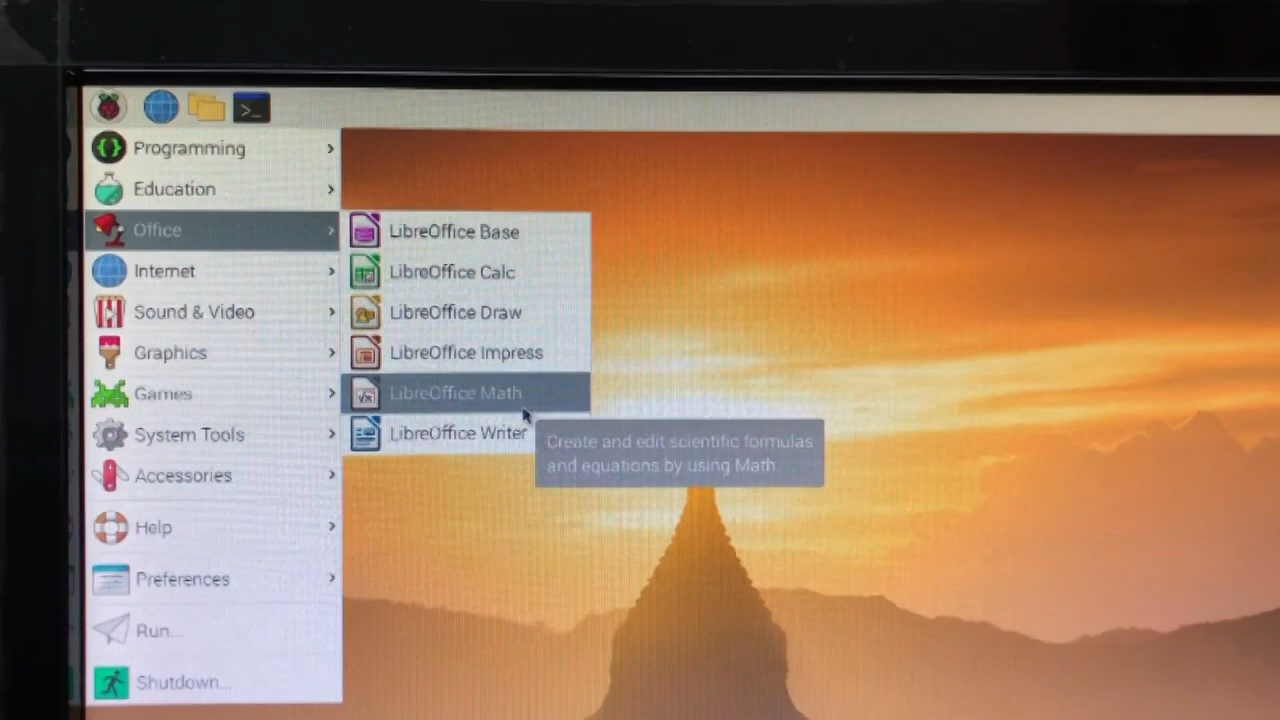 >_
Programming
Education
Office
Internet
Sound & Video
Graphics
Games
System Tools
Accessories
Help
Preferences
Run...
Shutdown...
LibreOffice Base
LibreOffice Calc
LibreOffice Draw
LibreOffice Impress
LibreOffice Math
LibreOffice Writer
Create and edit scientific formulas
and equations by using Math